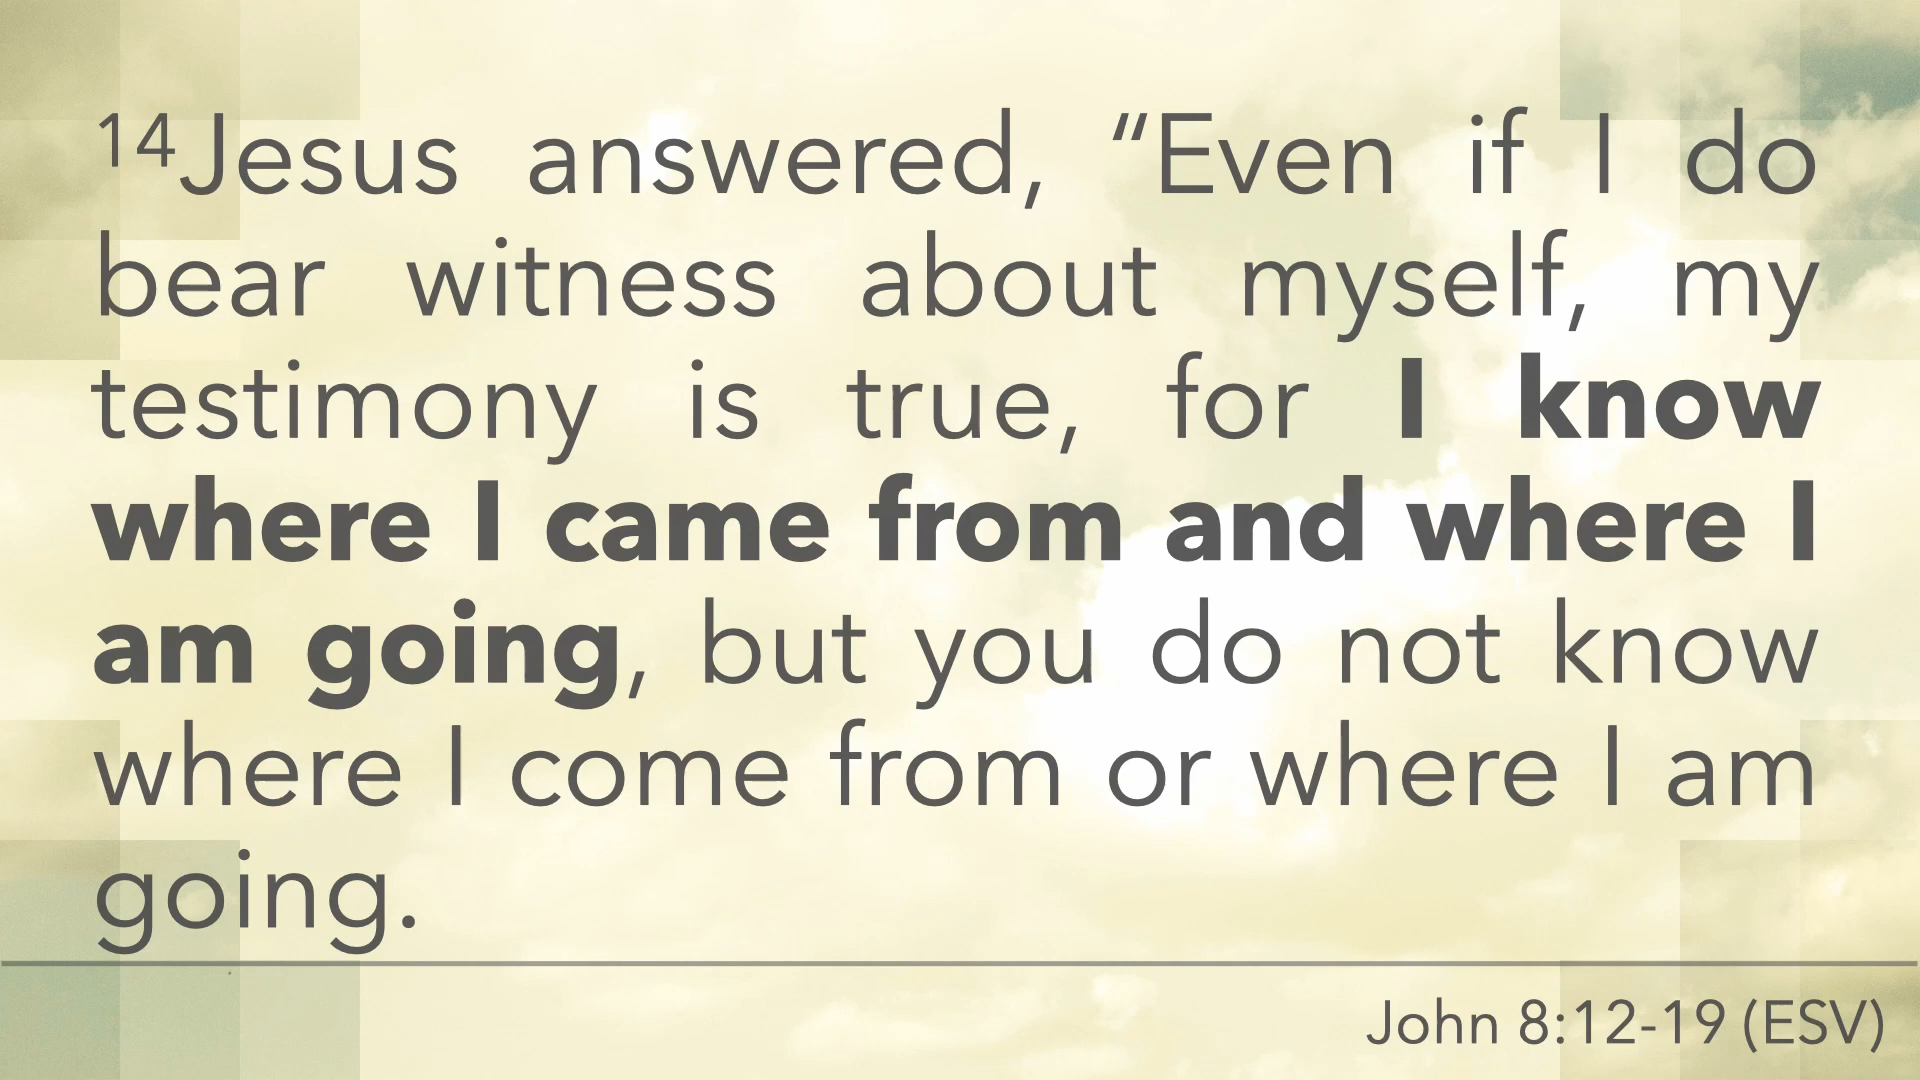 ¹⁴Jesus answered, “Even if I do
bear witness about myself, my
testimony is true, for I know
where I came from and where I
am going, but you do not know
where I come from or where I am
going.
John 8:12-19 (ESV)